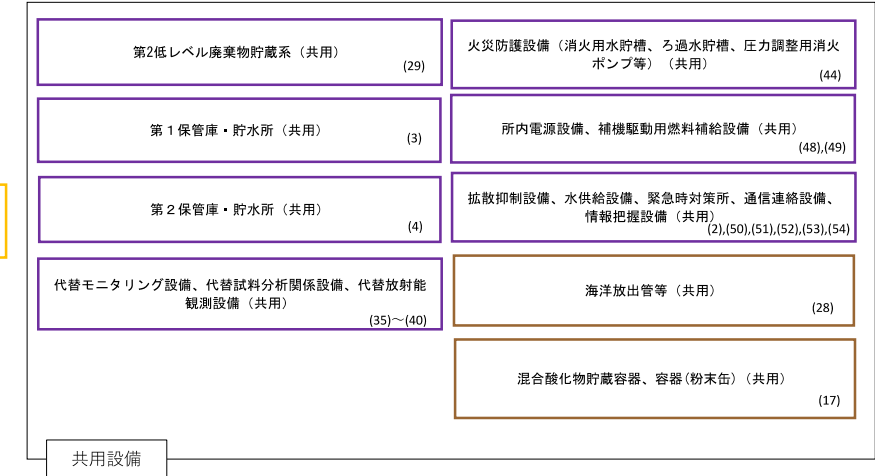 第2低レベル廃棄物貯蔵系（共用）
(29)
第１保管庫・貯水所（共用）
(3)
第２保管庫・貯水所（共用）
(4)
代替モニタリング設備、代替試料分析関係設備、代替放射能
観測設備（共用）
(35)～(40)
火災防護設備（消火用水貯槽、ろ過水貯槽、圧力調整用消火
ポンプ等）（共用）
(44)
所内電源設備、補機駆動用燃料補給設備（共用）
(48),(49)
拡散抑制設備、水供給設備、緊急時対策所、通信連絡設備、
情報把握設備（共用）
(2),(50),(51),(52),(53),(54)
海洋放出管等（共用）
(28)
混合酸化物貯蔵容器、容器(粉末缶)（共用）
(17)
共用設備